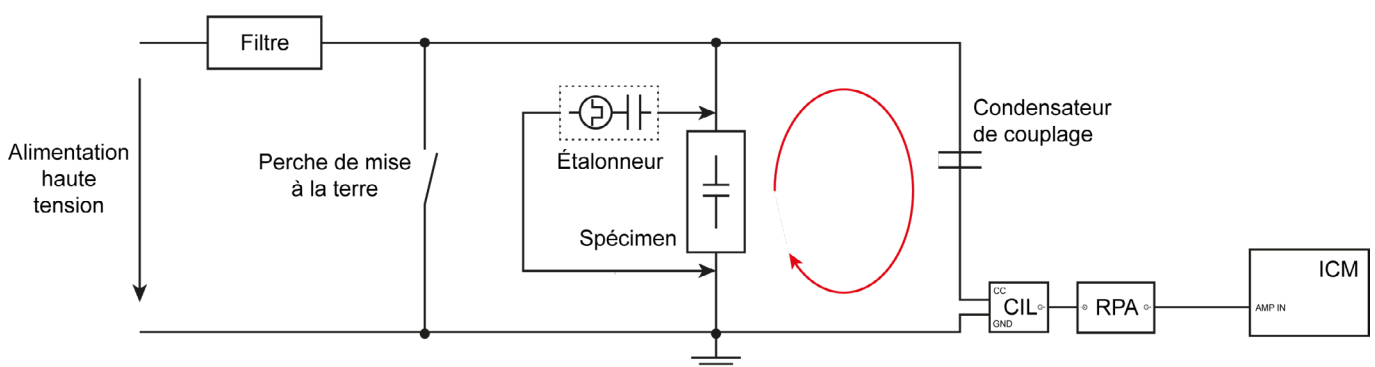 Filtre
Alimentation
haute
tension
Perche de mise
à la terre
Étalonneur
Spécimen
Condensateur
de couplage
CC
CIL
GND
RPA
ICM
AMP IN